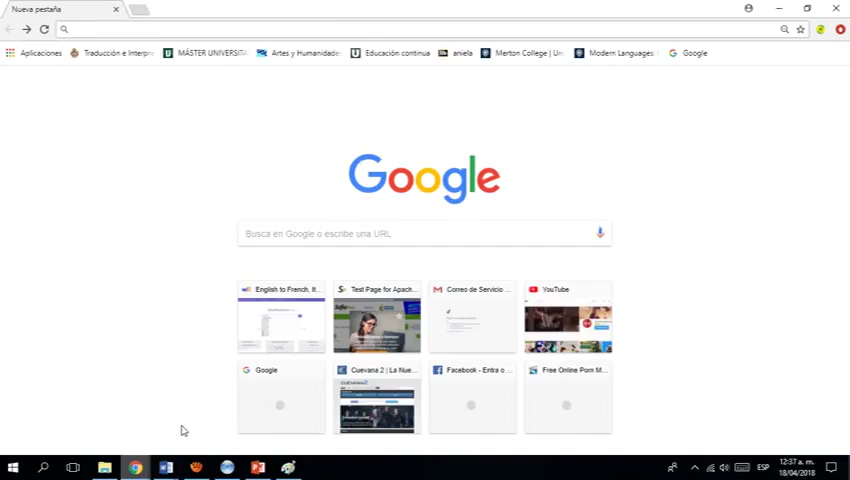 Nueva pestaña
Aplicaciones Traducción e Interpre MÁSTER UNIVERSITA Artes y Humanidade Educación continua aniela Merton College | Un Modern Languages Google
Google
Busca en Google o escribe una URL
English to French, It... Test Page for Apach... Correo de Servicio ... YouTube
Google Cuevana 2 | La Nue... Facebook - Entra o ... Free Online Porn M...
ESP 12:37 a. m.
18/04/2018